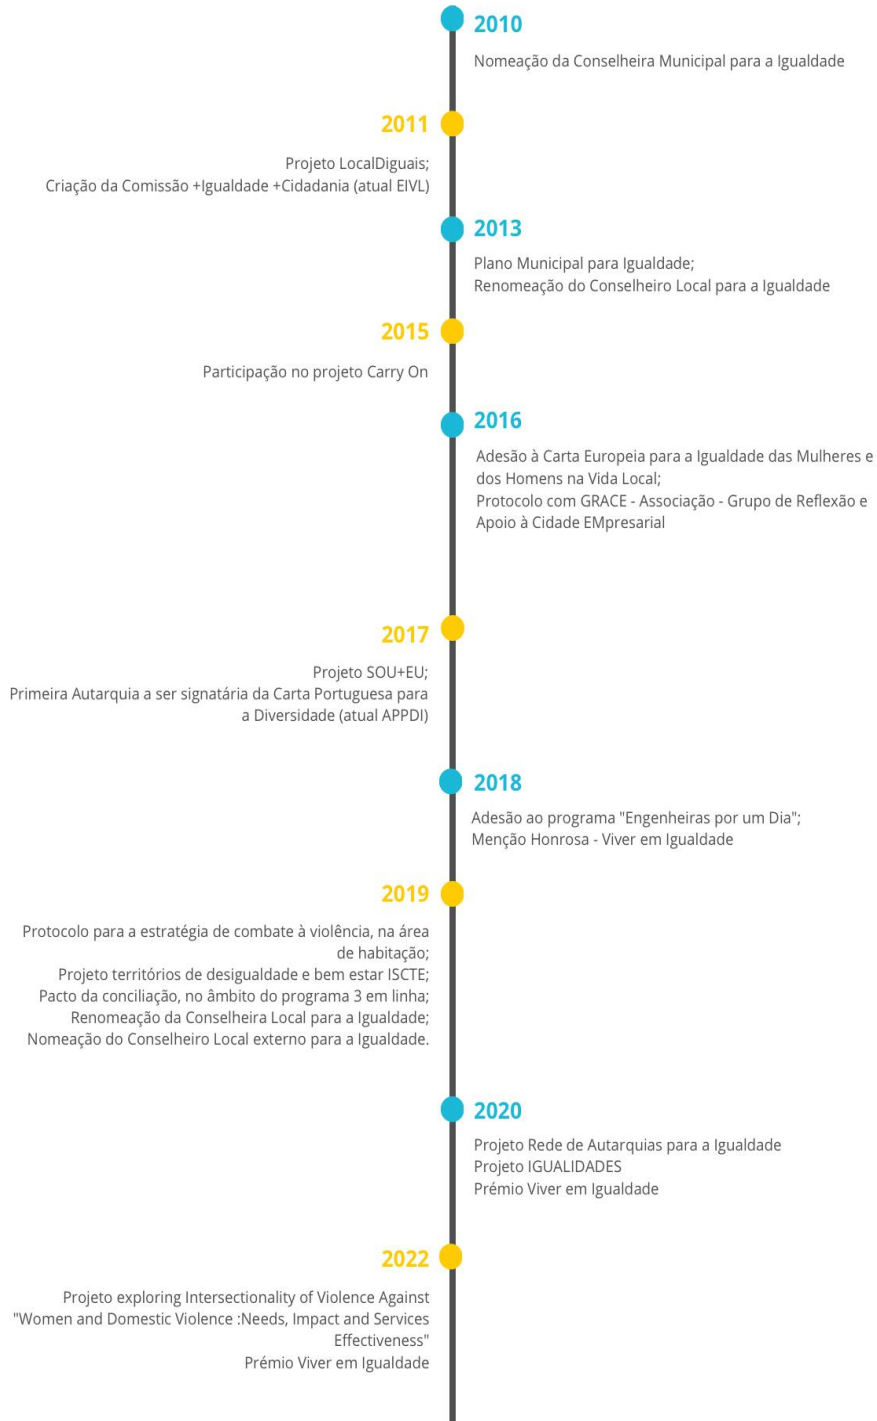 2010
Nomeação da Conselheira Municipal para a Igualdade
2011
Projeto LocalDiguais;
Criação da Comissão +Igualdade +Cidadania (atual EIVL)
2013
Plano Municipal para Igualdade;
Renomeação do Conselheiro Local para a Igualdade
2015
Participação no projeto Carry On
2016
Adesão à Carta Europeia para a Igualdade das Mulheres e
dos Homens na Vida Local;
Protocolo com GRACE - Associação - Grupo de Reflexão e
Apoio à Cidade EMpresarial
2017
Projeto SOU+EU;
Primeira Autarquia a ser signatária da Carta Portuguesa para
a Diversidade (atual APPDI)
2018
Adesão ao programa "Engenheiras por um Dia";
Menção Honrosa - Viver em Igualdade
2019
Protocolo para a estratégia de combate à violência, na área
de habitação;
Projeto territórios de desigualdade e bem estar ISCTE;
Pacto da conciliação, no âmbito do programa 3 em linha;
Renomeação da Conselheira Local para a Igualdade;
Nomeação do Conselheiro Local externo para a Igualdade.
2020
Projeto Rede de Autarquias para a Igualdade
Projeto IGUALIDADES
Prémio Viver em Igualdade
2022
Projeto exploring Intersectionality of Violence Against
"Women and Domestic Violence :Needs, Impact and Services
Effectiveness"
Prémio Viver em Igualdade